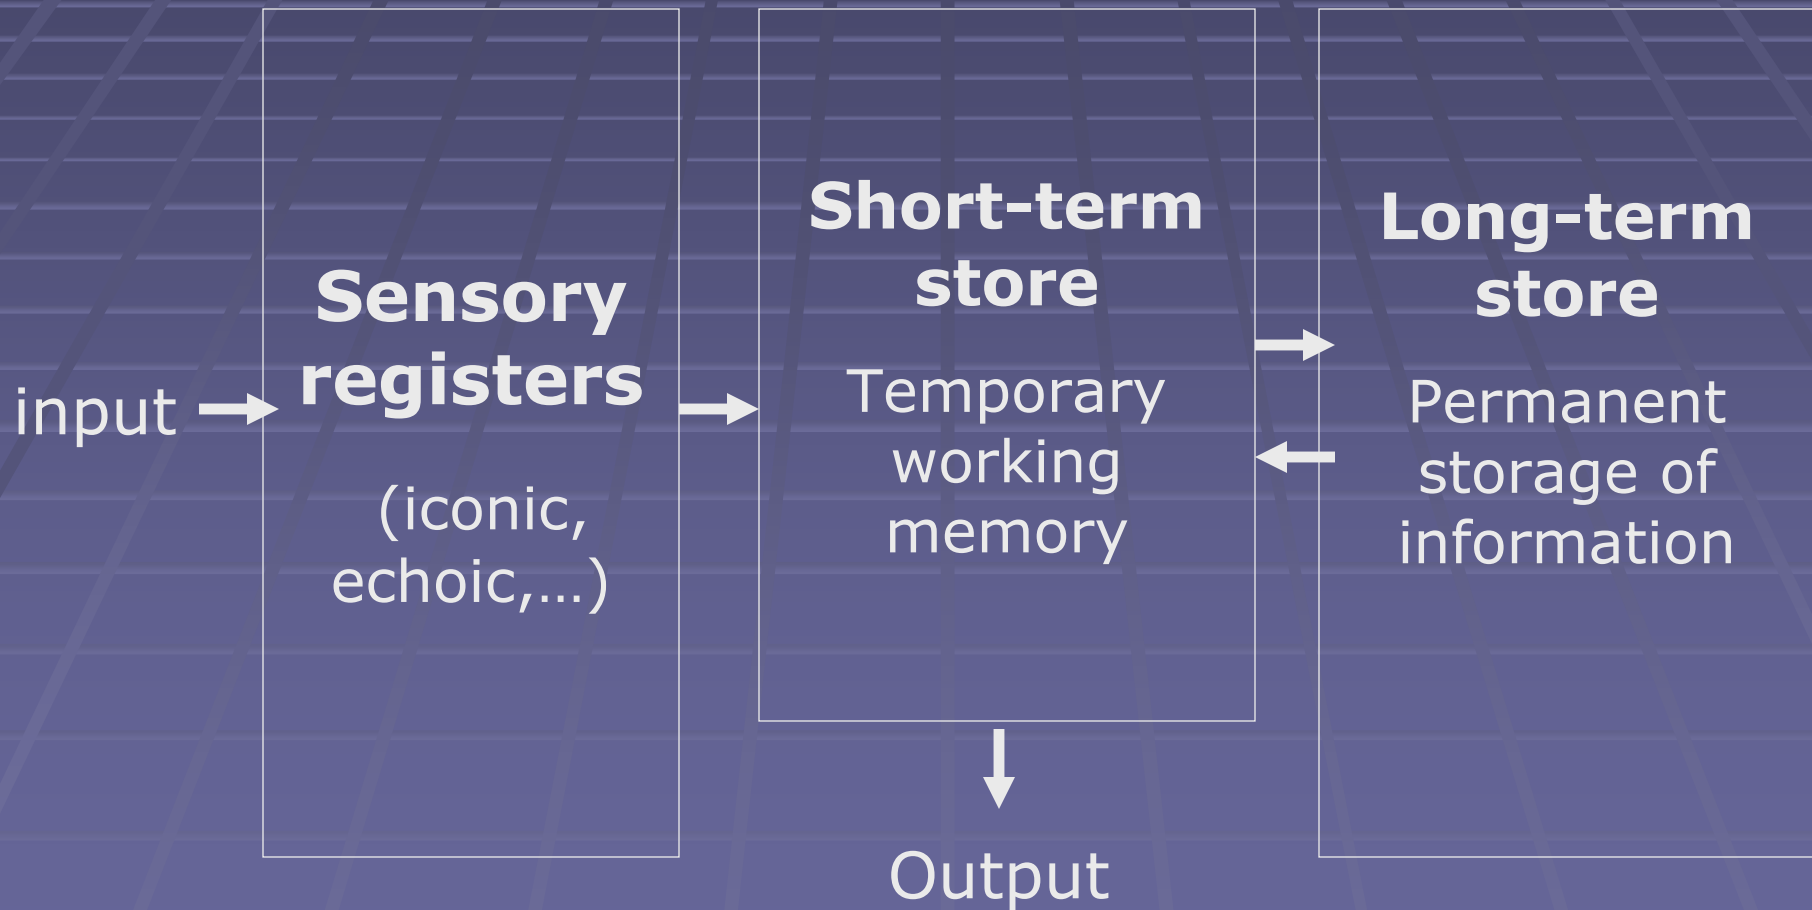 input
Sensory
registers
(iconic,
echoic,...)
Short-term
store
Temporary
working
memory
Long-term
store
Permanent
storage of
information
Output